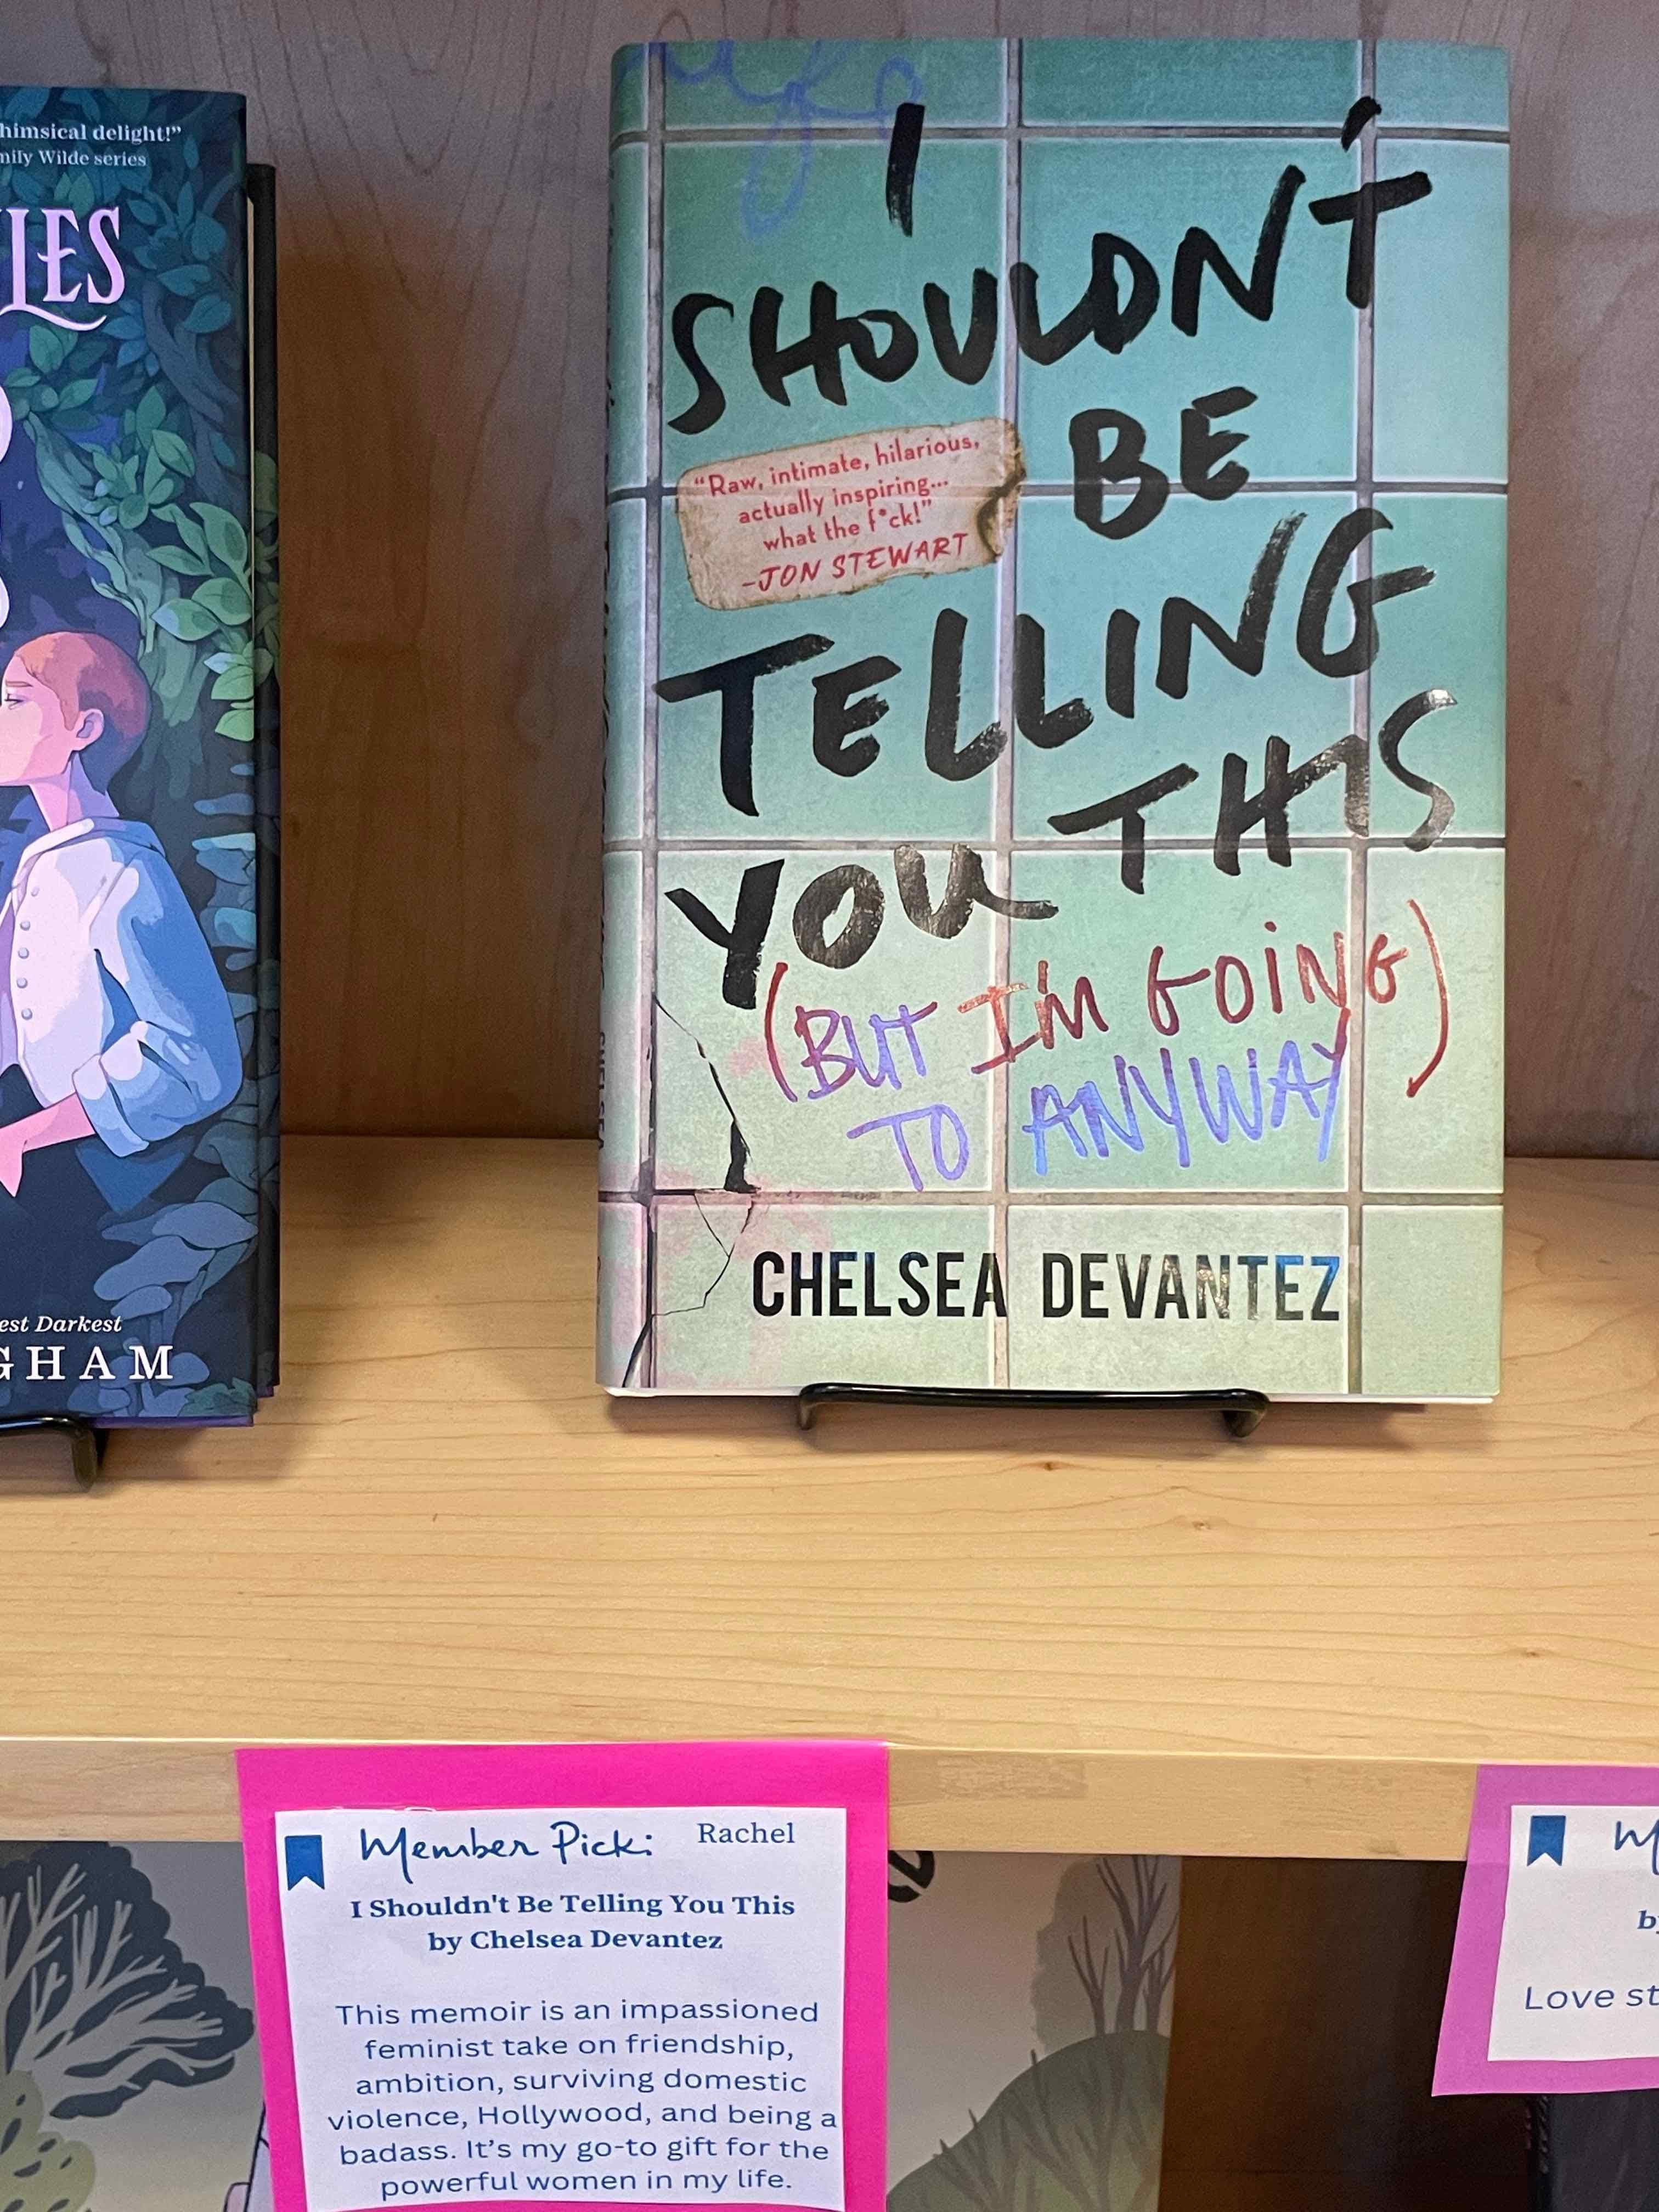 himsical delight!”
mily Wilde series
LES
est Darkest
GHAM
I
SHOULDN'T
BE
TELLING
THIS
YOU
“Raw, intimate, hilarious,
actually inspiring...
what the f*ck!”
-JON STEWART
(BUT I'M GOING)
TO ANYWAY
CHELSEA DEVANTEZ
CHELSEA
Member Pick: Rachel
I Shouldn't Be Telling You This
by Chelsea Devantez
This memoir is an impassioned
feminist take on friendship,
ambition, surviving domestic
violence, Hollywood, and being a
badass. It’s my go-to gift for the
powerful women in my life.
M
by
Love st